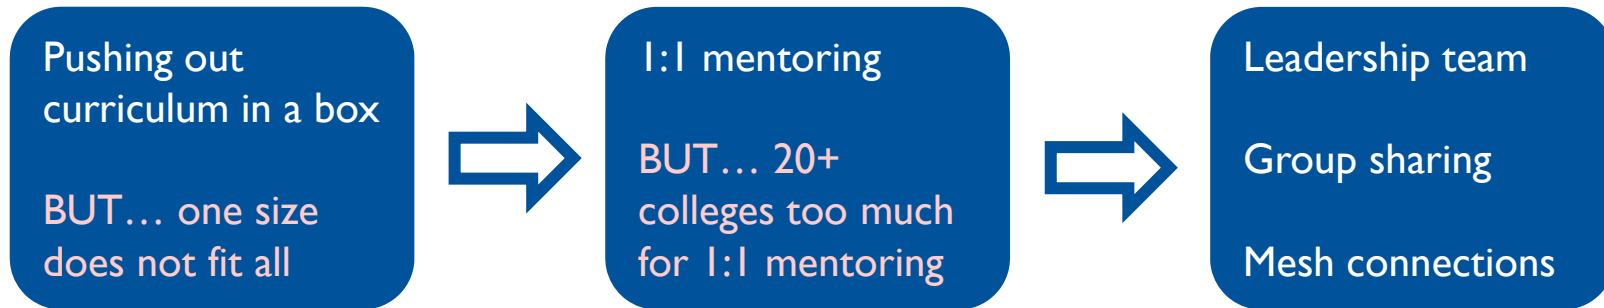 Pushing out
curriculum in a box
BUT… one size
does not fit all
1:1 mentoring
BUT… 20+
colleges too much
for 1:1 mentoring
Leadership team
Group sharing
Mesh connections